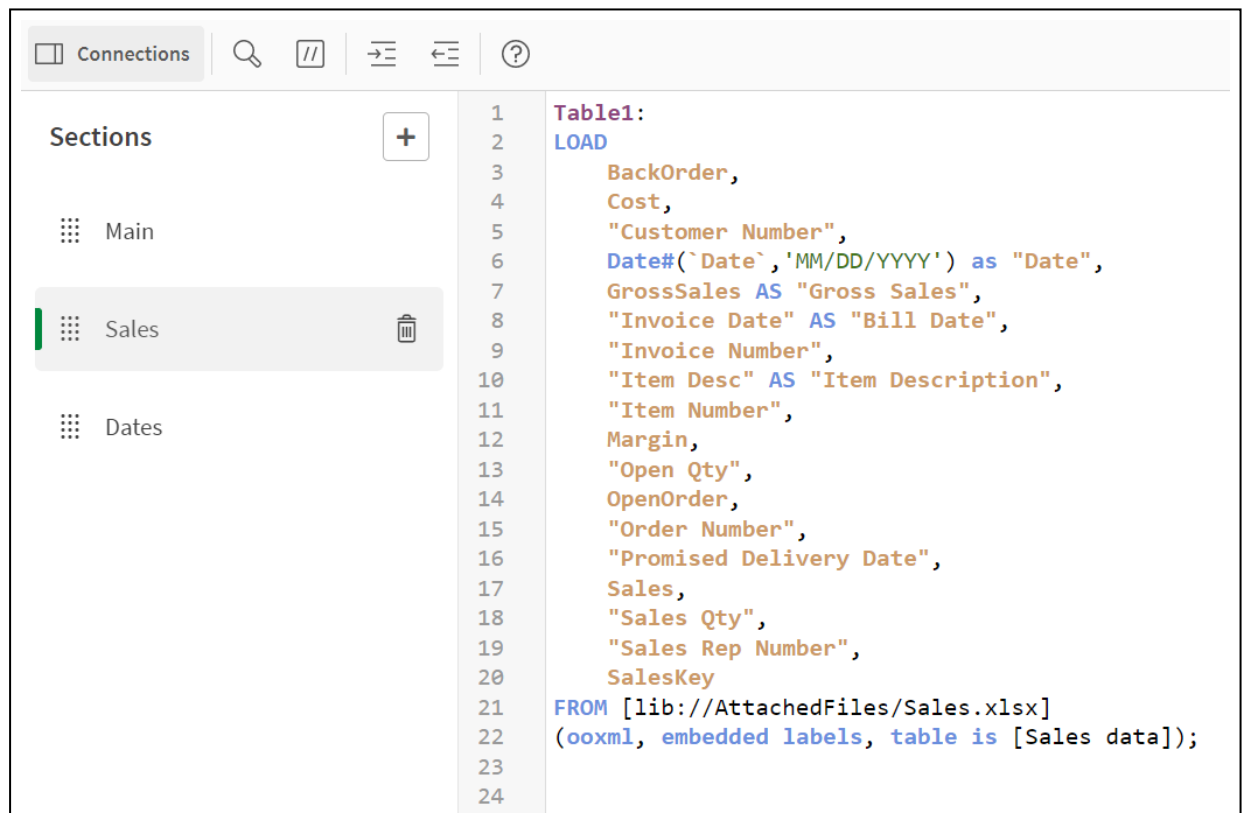 Connections //
Sections +
Main
Sales
Dates
1 Table1:
2 LOAD
3 BackOrder,
4 Cost,
5 "Customer Number",
6 Date#(`Date`,'MM/DD/YYYY') as "Date",
7 GrossSales AS "Gross Sales",
8 "Invoice Date" AS "Bill Date",
9 "Invoice Number",
10 "Item Desc" AS "Item Description",
11 "Item Number",
12 Margin,
13 "Open Qty",
14 OpenOrder,
15 "Order Number",
16 "Promised Delivery Date",
17 Sales,
18 "Sales Qty",
19 "Sales Rep Number",
20 SalesKey
21 FROM [lib://AttachedFiles/Sales.xlsx]
22 (ooxml, embedded labels, table is [Sales data]);
23
24